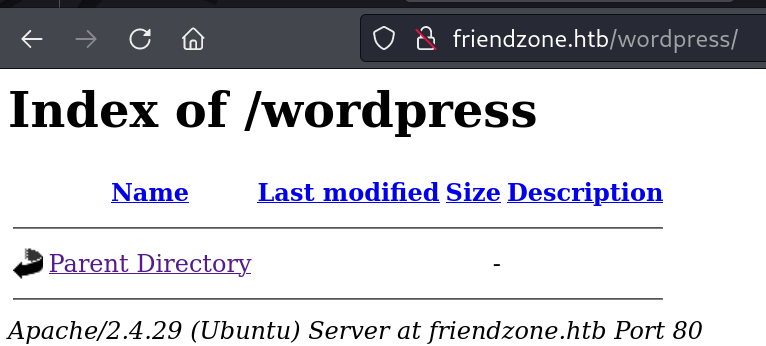 friendzone.htb/wordpress/
Index of /wordpress
Name Last modified Size Description
Parent Directory -
Apache/2.4.29 (Ubuntu) Server at friendzone.htb Port 80